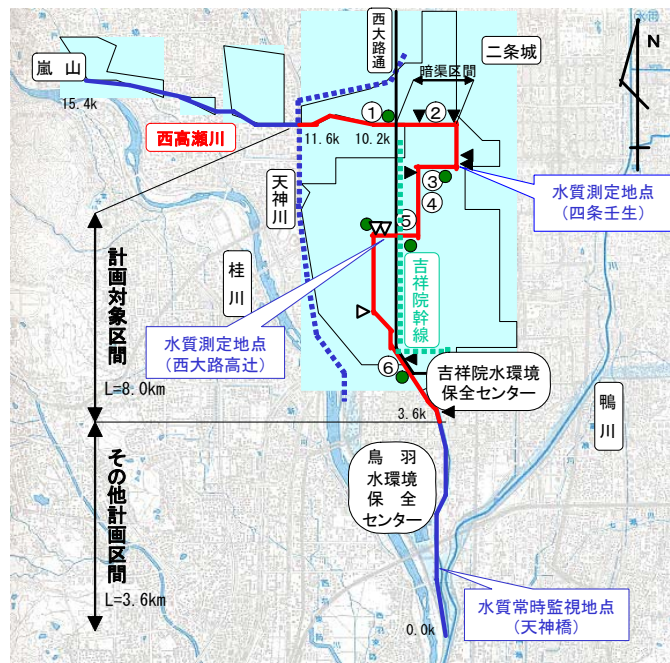 西大路通
二条城
N
嵐山
暗渠区間
①
②
15.4k
西高瀬川
11.6k
10.2k
天神川
③
④
水質測定地点
(四条壬生)
⑤
計画対象区間
L=8.0km
桂川
吉祥院幹線
水質測定地点
(西大路高辻)
⑥
吉祥院水環境
保全センター
3.6k
鴨川
鳥 羽
水環境
保 全
センター
その他計画区間
L=3.6km
水質常時監視地点
(天神橋)
0.0k